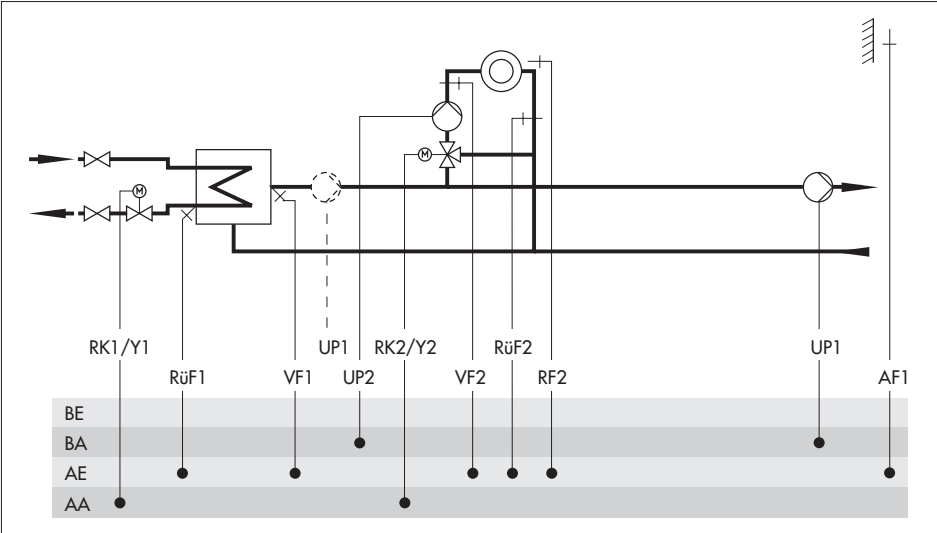 M
M
RK1/Y1
UP1
RK2/Y2
RüF2
UP1
RüF1
VF1
UP2
VF2
RF2
AF1
BE
BA
AE
AA